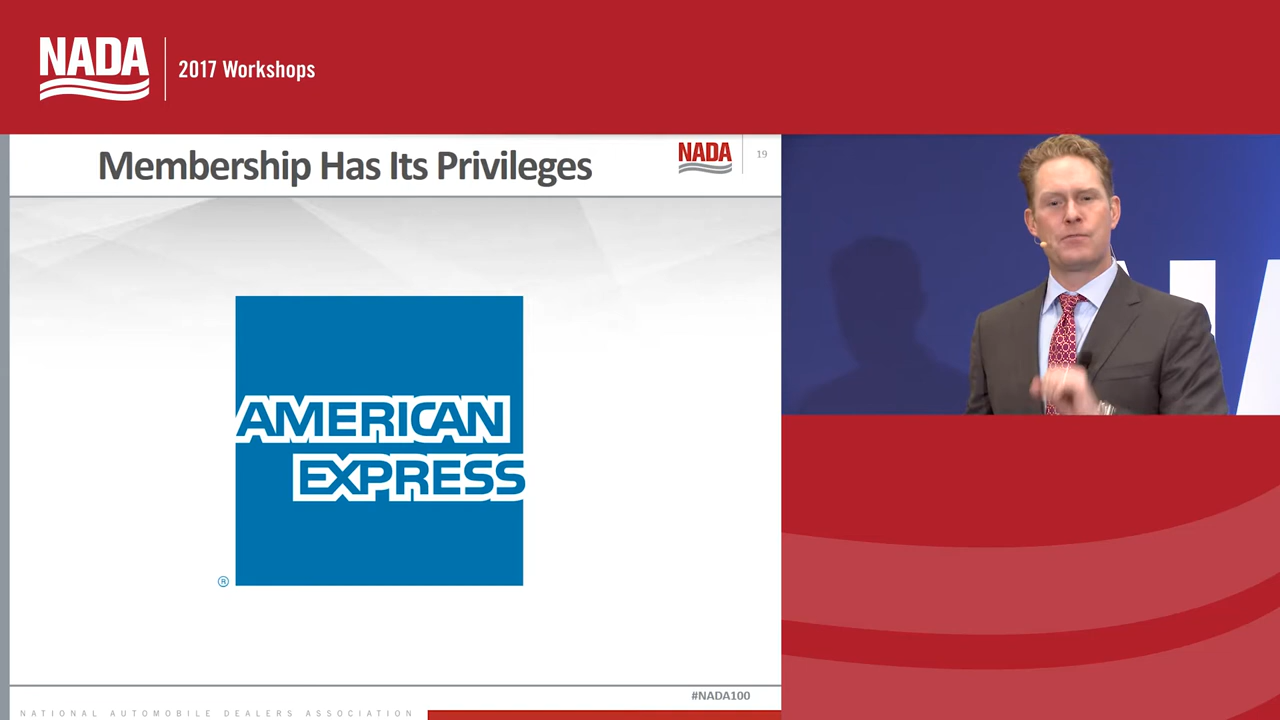 NADA
2017 Workshops
Membership Has Its Privileges
NADA
19
AMERICAN
EXPRESS
®
#NADA100
NATIONAL AUTOMOBILE DEALERS ASSOCIATION